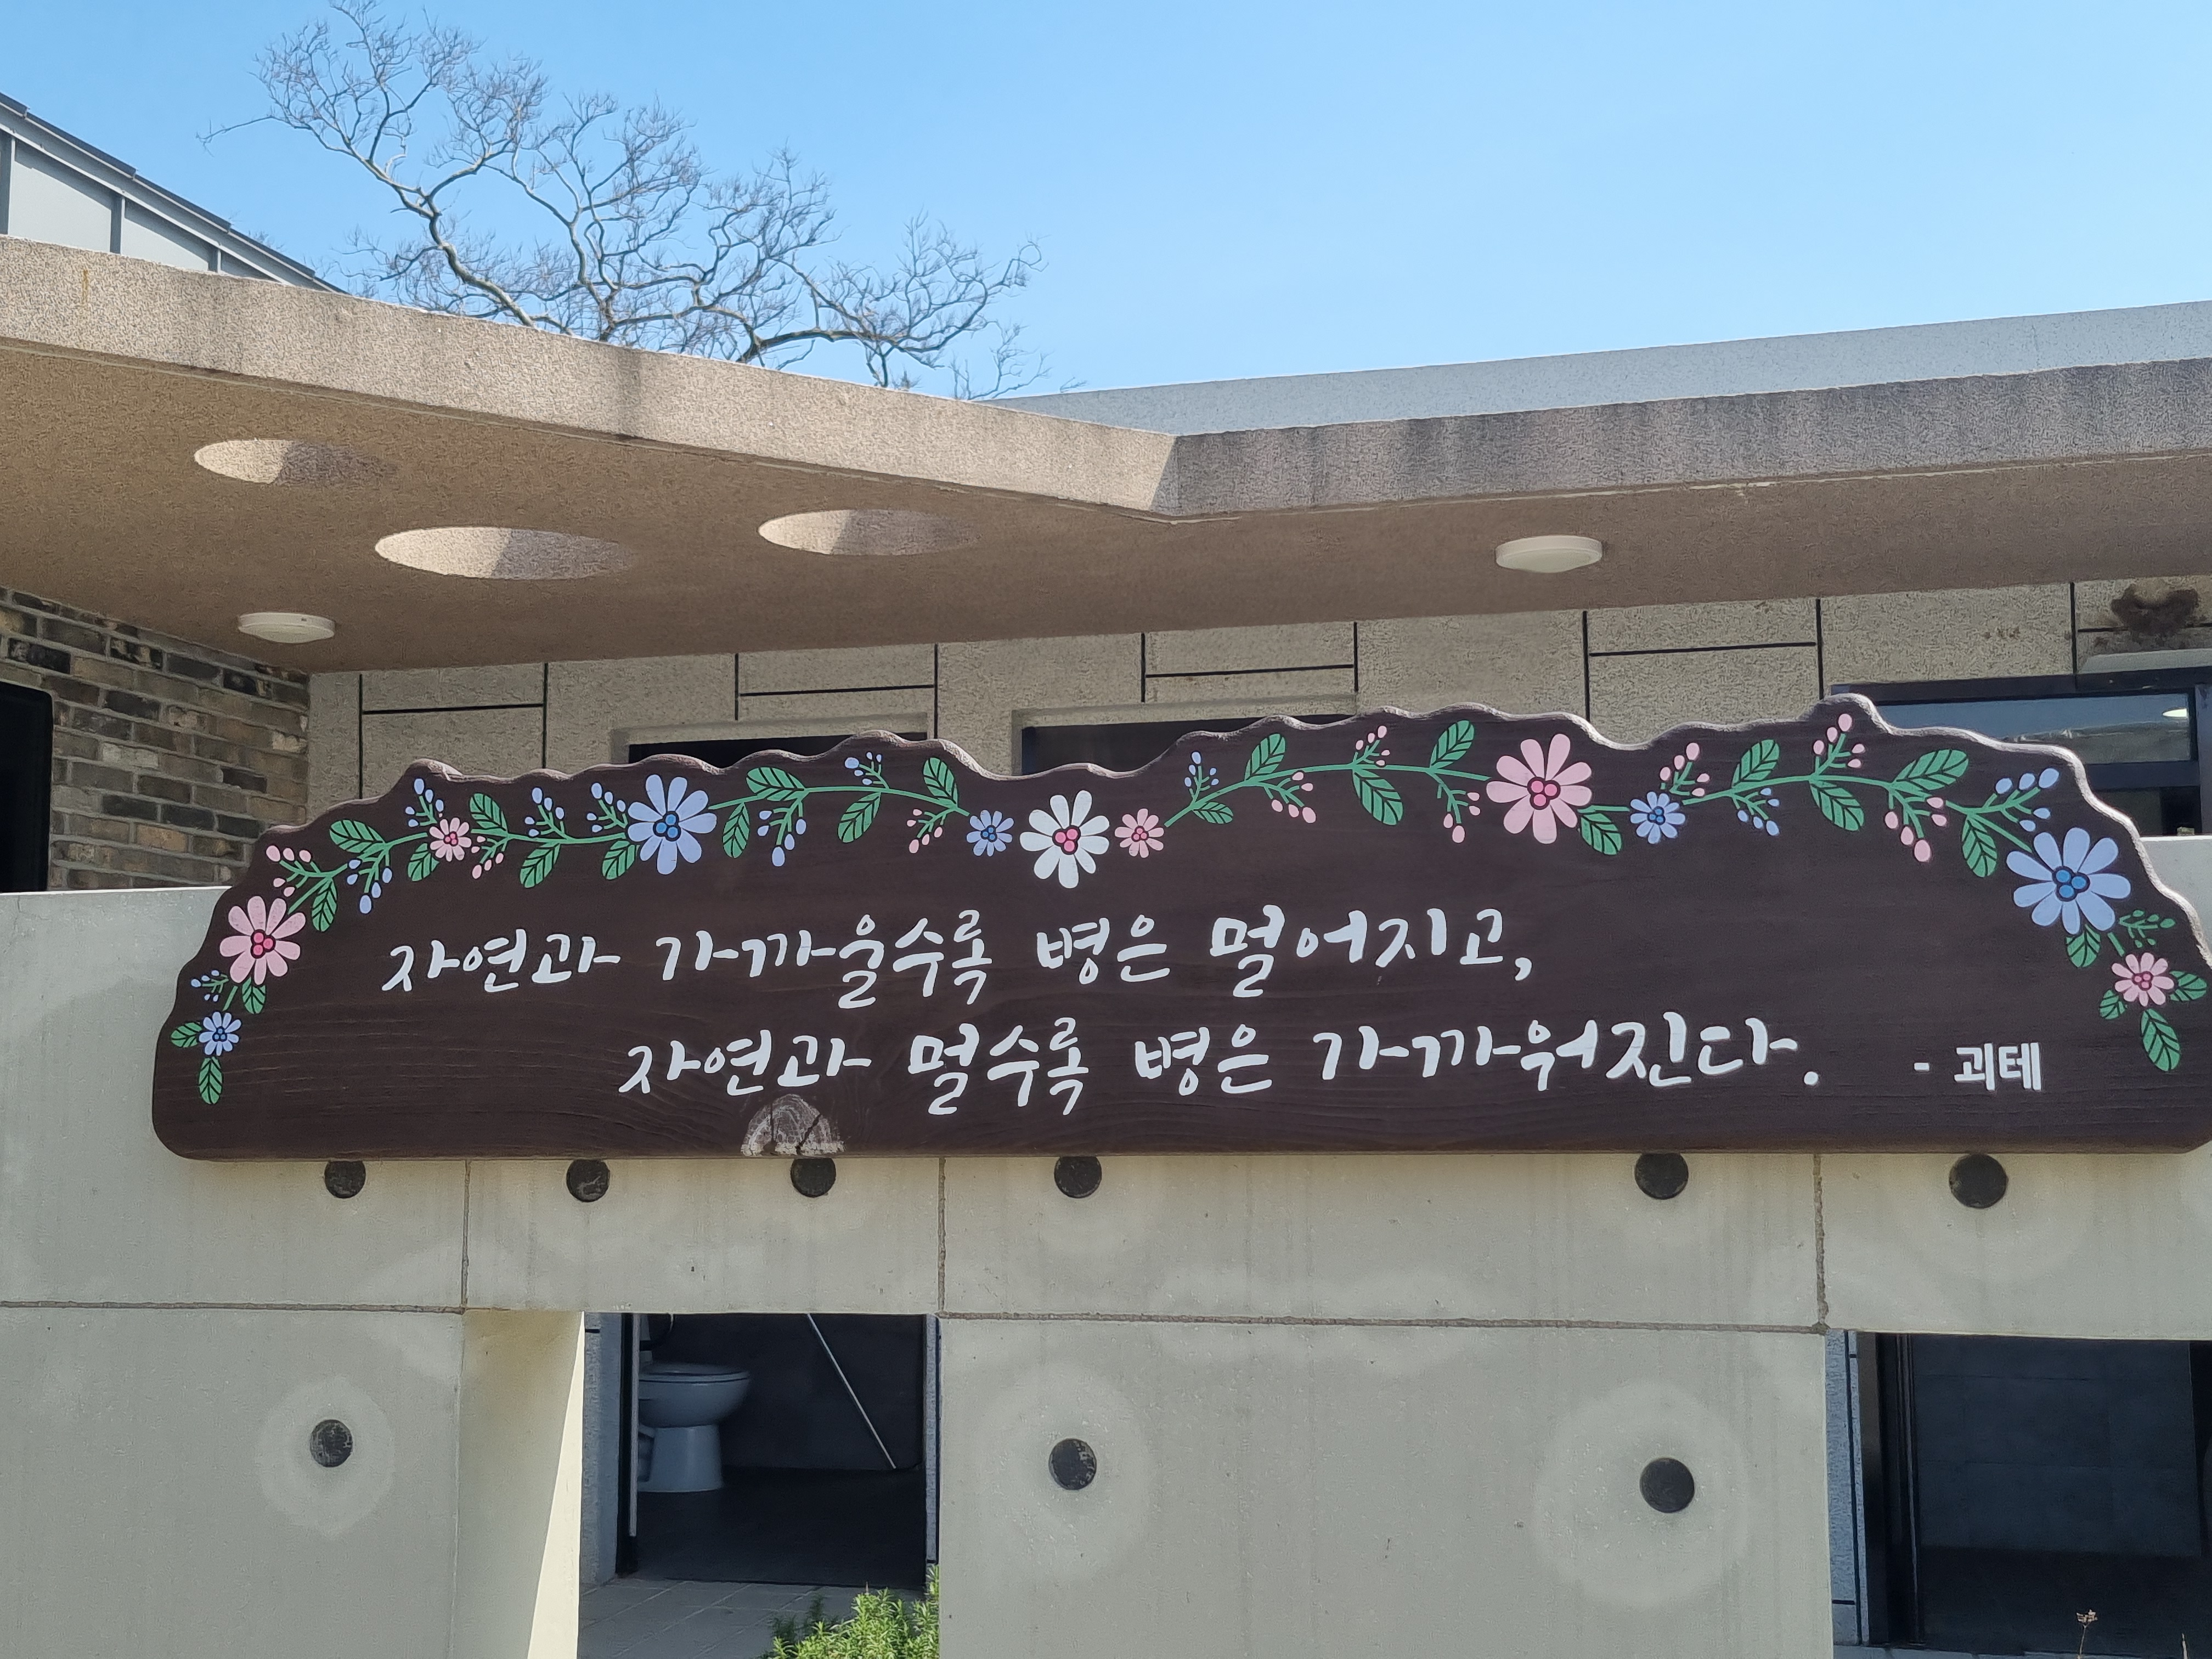 자연과 가까울수록 병은 멀어지고,
자연과 멀수록 병은 가까워진다. - 괴테